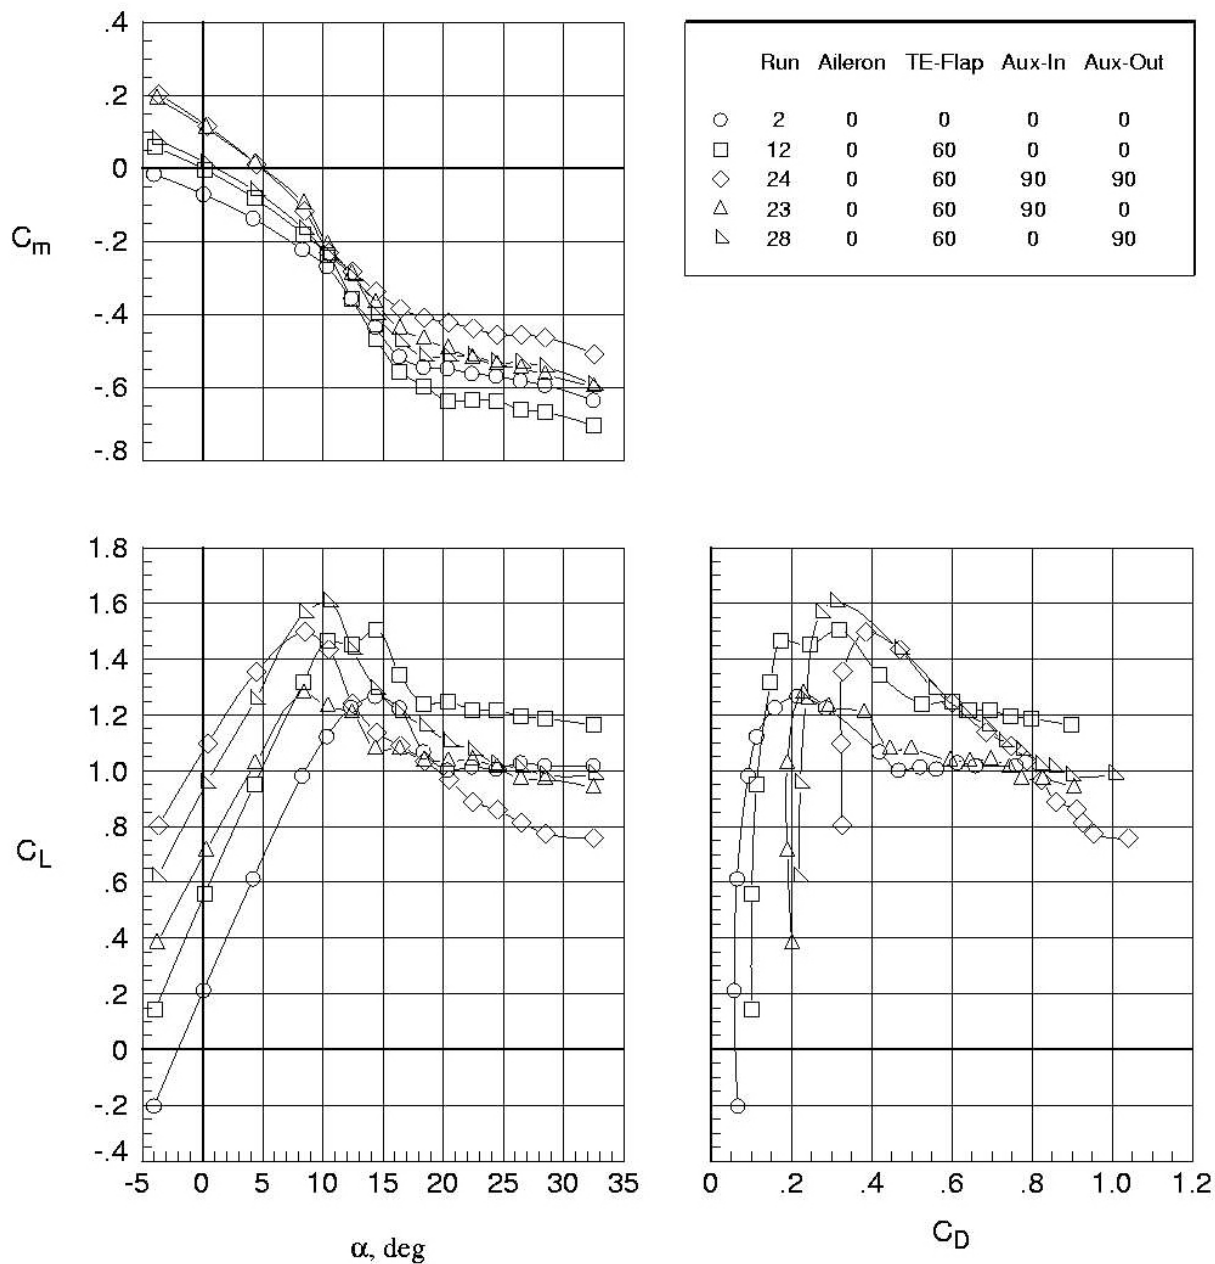 .4
.2
0
-.2
-.4
-.6
-.8
Cm
Run Aileron TE-Flap Aux-In Aux-Out
2 0 0 0 0
12 0 60 0 0
24 0 60 90 90
23 0 60 90 0
28 0 60 0 90
1.8
1.6
1.4
1.2
1.0
.8
.6
.4
.2
0
-.2
-.4
CL
-5 0 5 10 15 20 25 30 35
α, deg
0 .2 .4 .6 .8 1.0 1.2
CD